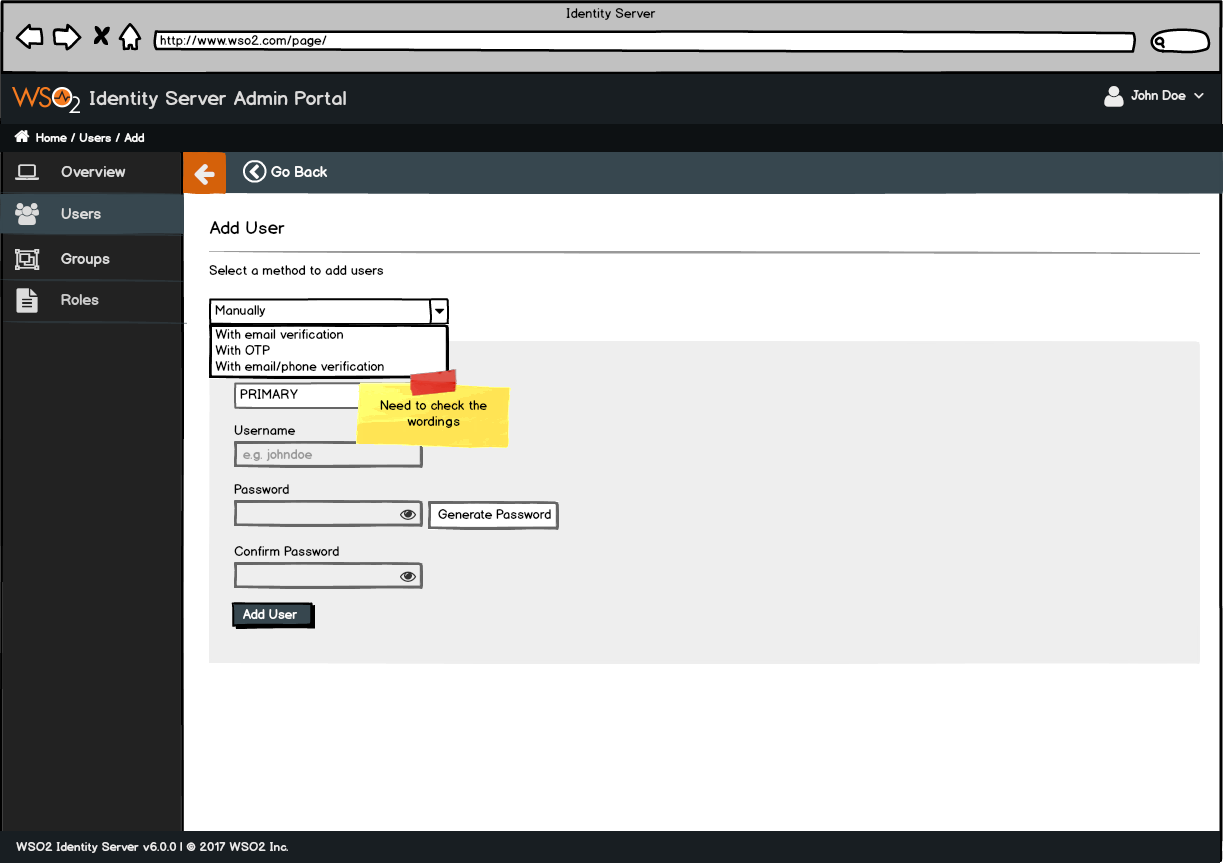 Identity Server
http://www.wso2.com/page/
WSO2 Identity Server Admin Portal
John Doe
Home / Users / Add
Overview
Go Back
Users
Groups
Roles
Add User
Select a method to add users
Manually
With email verification
With OTP
With email/phone verification
PRIMARY
Need to check the
wordings
Username
e.g. johndoe
Password
Generate Password
Confirm Password
Add User
WSO2 Identity Server v6.0.0 | © 2017 WSO2 Inc.